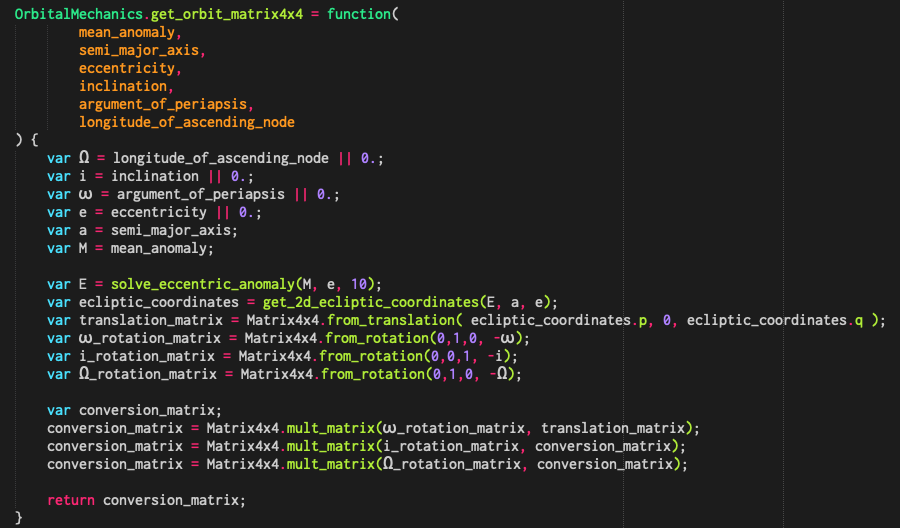 OrbitalMechanics.get_orbit_matrix4x4 = function(
        mean_anomaly,
        semi_major_axis,
        eccentricity,
        inclination,
        argument_of_periapsis,
        longitude_of_ascending_node
) {
    var Ω = longitude_of_ascending_node || 0.;
    var i = inclination || 0.;
    var ω = argument_of_periapsis || 0.;
    var e = eccentricity || 0.;
    var a = semi_major_axis;
    var M = mean_anomaly;

    var E = solve_eccentric_anomaly(M, e, 10);
    var ecliptic_coordinates = get_2d_ecliptic_coordinates(E, a, e);
    var translation_matrix = Matrix4x4.from_translation( ecliptic_coordinates.p, 0, ecliptic_coordinates.q );
    var ω_rotation_matrix = Matrix4x4.from_rotation(0,1,0, -ω);
    var i_rotation_matrix = Matrix4x4.from_rotation(0,0,1, -i);
    var Ω_rotation_matrix = Matrix4x4.from_rotation(0,1,0, -Ω);

    var conversion_matrix;
    conversion_matrix = Matrix4x4.mult_matrix(ω_rotation_matrix, translation_matrix);
    conversion_matrix = Matrix4x4.mult_matrix(i_rotation_matrix, conversion_matrix);
    conversion_matrix = Matrix4x4.mult_matrix(Ω_rotation_matrix, conversion_matrix);

    return conversion_matrix;
}